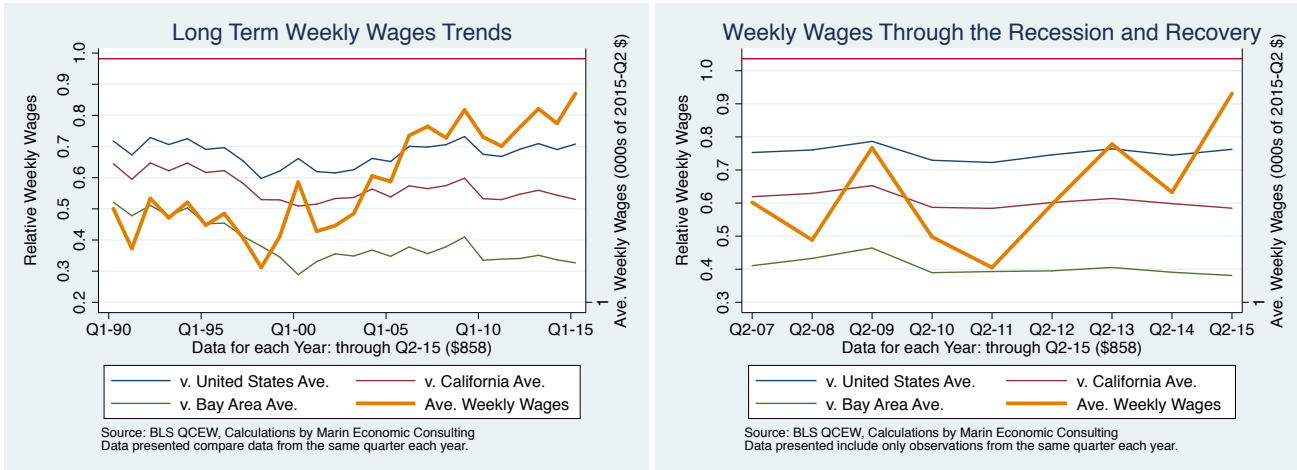 Long Term Weekly Wages Trends
Relative Weekly Wages
1.0
0.9
0.8
0.7
0.6
0.5
0.4
0.3
0.2
1
Ave. Weekly Wages (000s of 2015-Q2 $)
Q1-90 Q1-95 Q1-00 Q1-05 Q1-10 Q1-15
Data for each Year: through Q2-15 ($858)
v. United States Ave. v. California Ave.
v. Bay Area Ave. Ave. Weekly Wages
Source: BLS QCEW, Calculations by Marin Economic Consulting
Data presented compare data from the same quarter each year.
Weekly Wages Through the Recession and Recovery
Relative Weekly Wages
1.0
0.9
0.8
0.7
0.6
0.5
0.4
0.3
1
Ave. Weekly Wages (000s of 2015-Q2 $)
Q2-07 Q2-08 Q2-09 Q2-10 Q2-11 Q2-12 Q2-13 Q2-14 Q2-15
Data for each Year: through Q2-15 ($858)
v. United States Ave. v. California Ave.
v. Bay Area Ave. Ave. Weekly Wages
Source: BLS QCEW, Calculations by Marin Economic Consulting
Data presented include only observations from the same quarter each year.